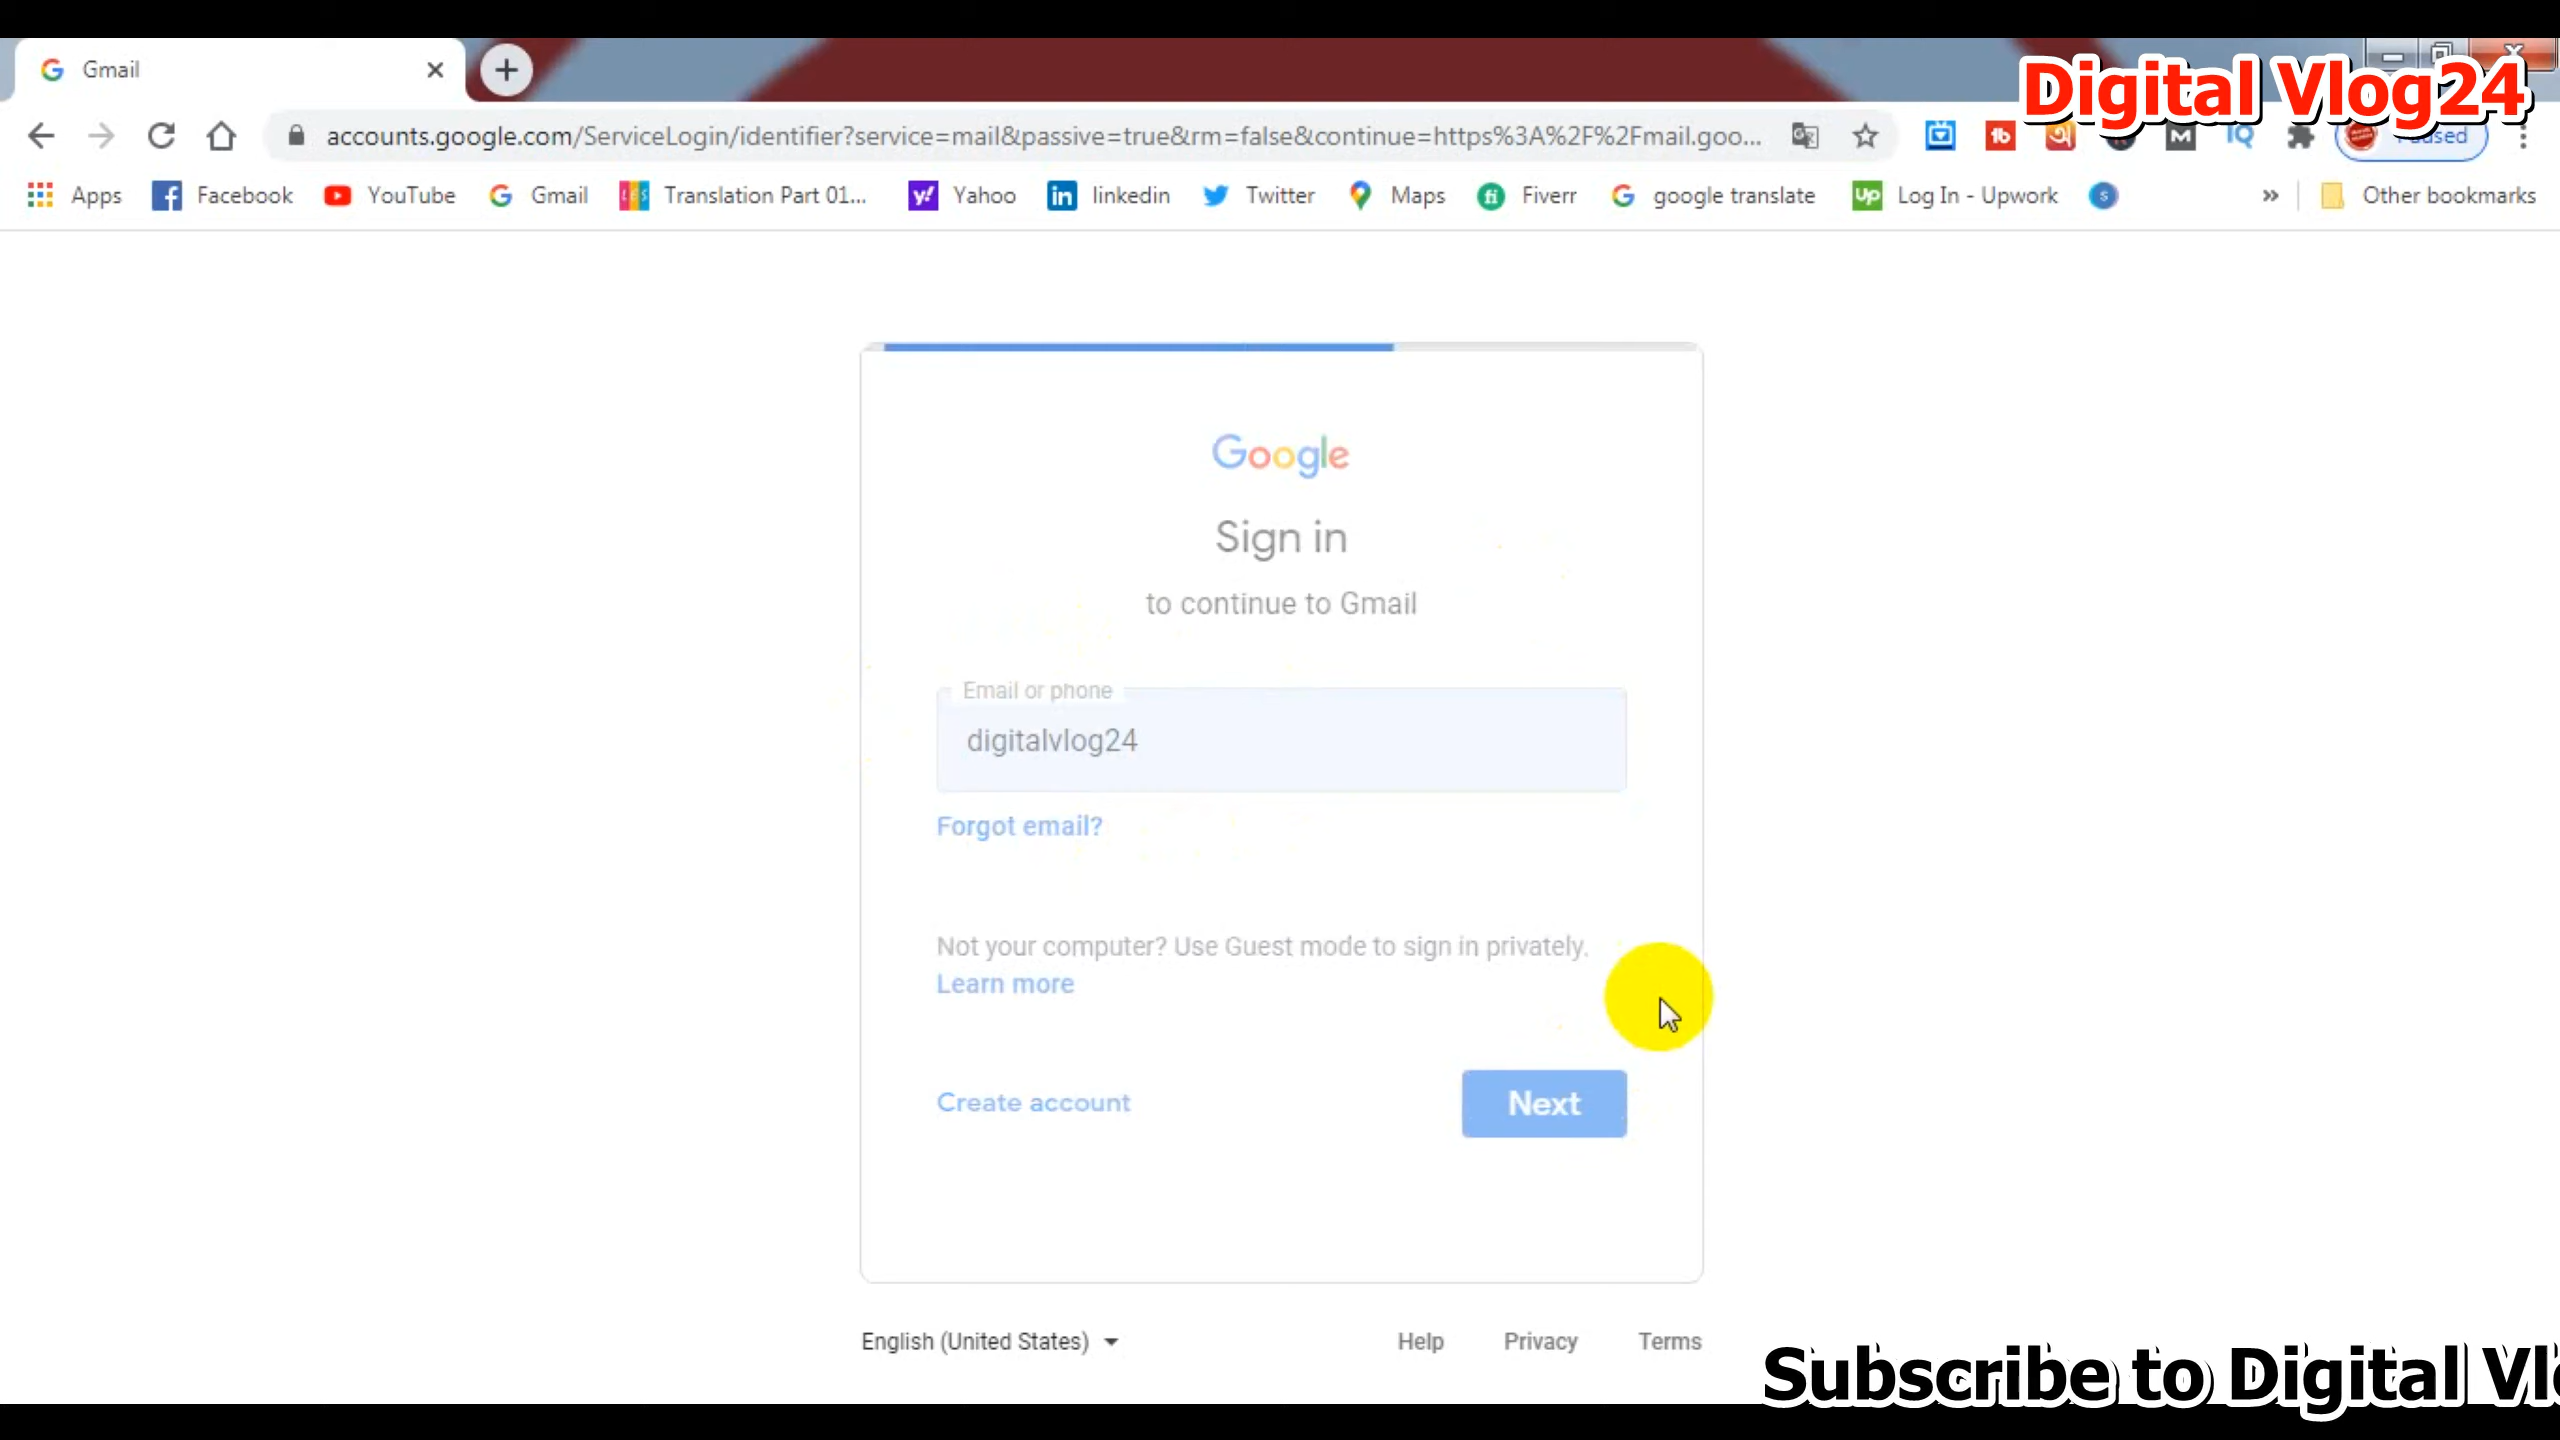 Gmail
Digital Vlog24
accounts.google.com/ServiceLogin/identifier?service=mail&passive=true&rm=false&continue=https%3A%2F%2Fmail.goo...
Apps Facebook YouTube Gmail Translation Part 01... Yahoo linkedin Twitter Maps Fiverr google translate Log In - Upwork » Other bookmarks
Google
Sign in
to continue to Gmail
Email or phone
digitalvlog24
Forgot email?
Not your computer? Use Guest mode to sign in privately.
Learn more
Create account Next
English (United States) Help Privacy Terms
Subscribe to Digital Vl